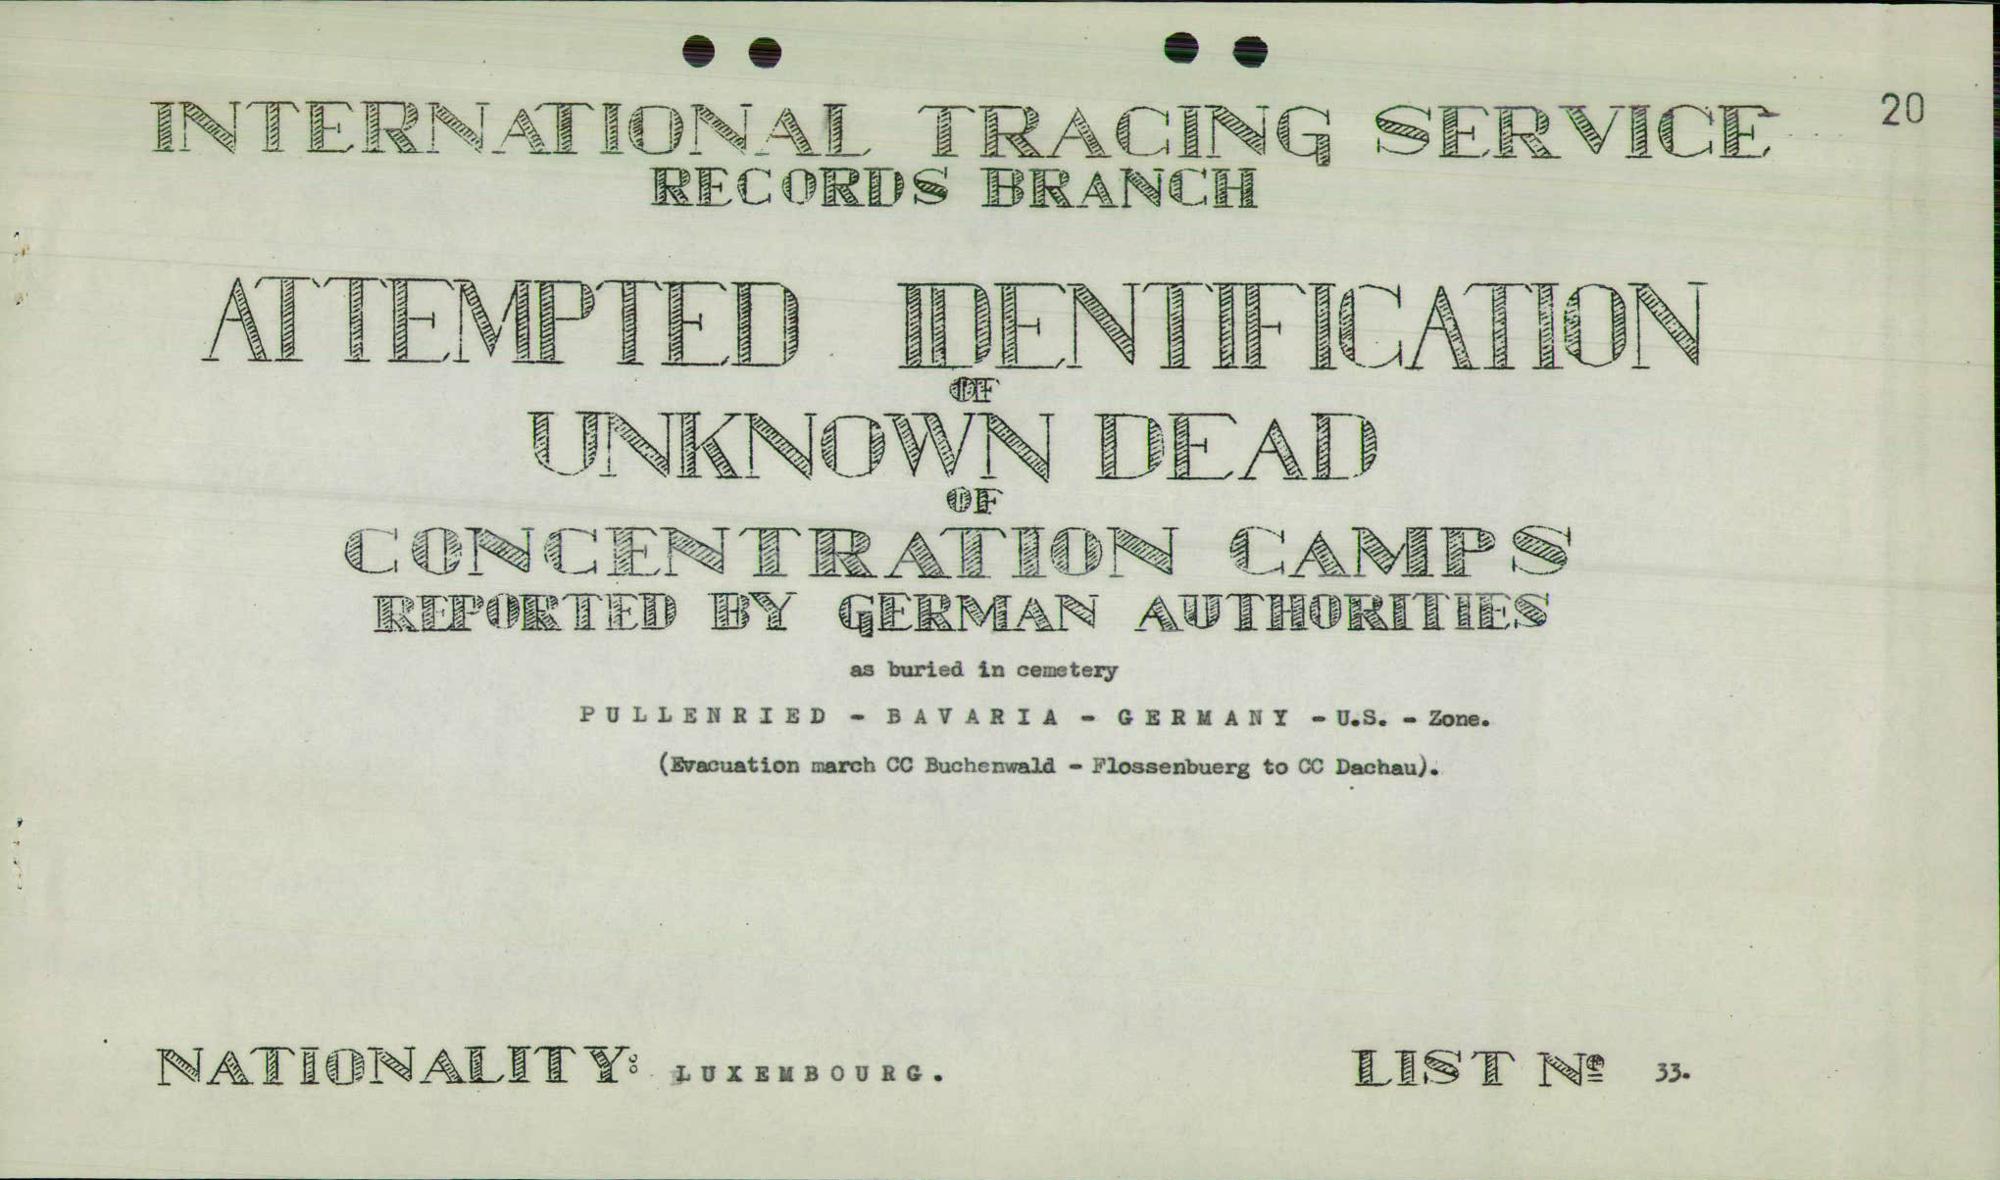 INTERNATIONAL TRACING SERVICE 20
RECORDS BRANCH
ATTEMPTED IDENTIFICATION
OF
UNKNOWN DEAD
OF
CONCENTRATION CAMPS
REPORTED BY GERMAN AUTHORITIES
as buried in cemetery
PULLENRIED - BAVARIA - GERMANY - U.S. - Zone.
(Evacuation march CC Buchenwald - Flossenbuerg to CC Dachau).
NATIONALITY: LUXEMBOURG. LIST Nº 33.